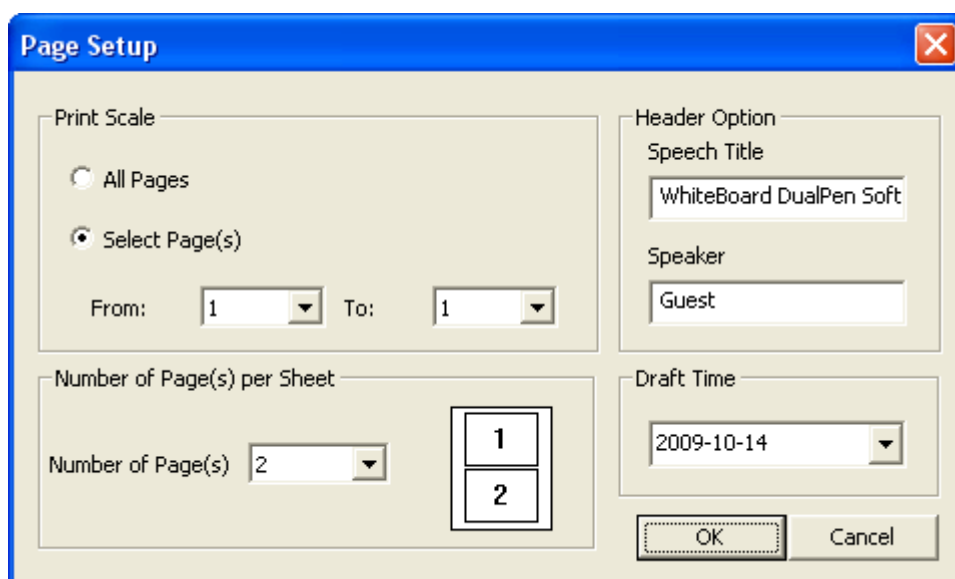 Page Setup
Print Scale
All Pages
Select Page(s)
From: 1 To: 1
Header Option
Speech Title
WhiteBoard DualPen Soft
Speaker
Guest
Number of Page(s) per Sheet
Number of Page(s) 2
1
2
Draft Time
2009-10-14
OK Cancel